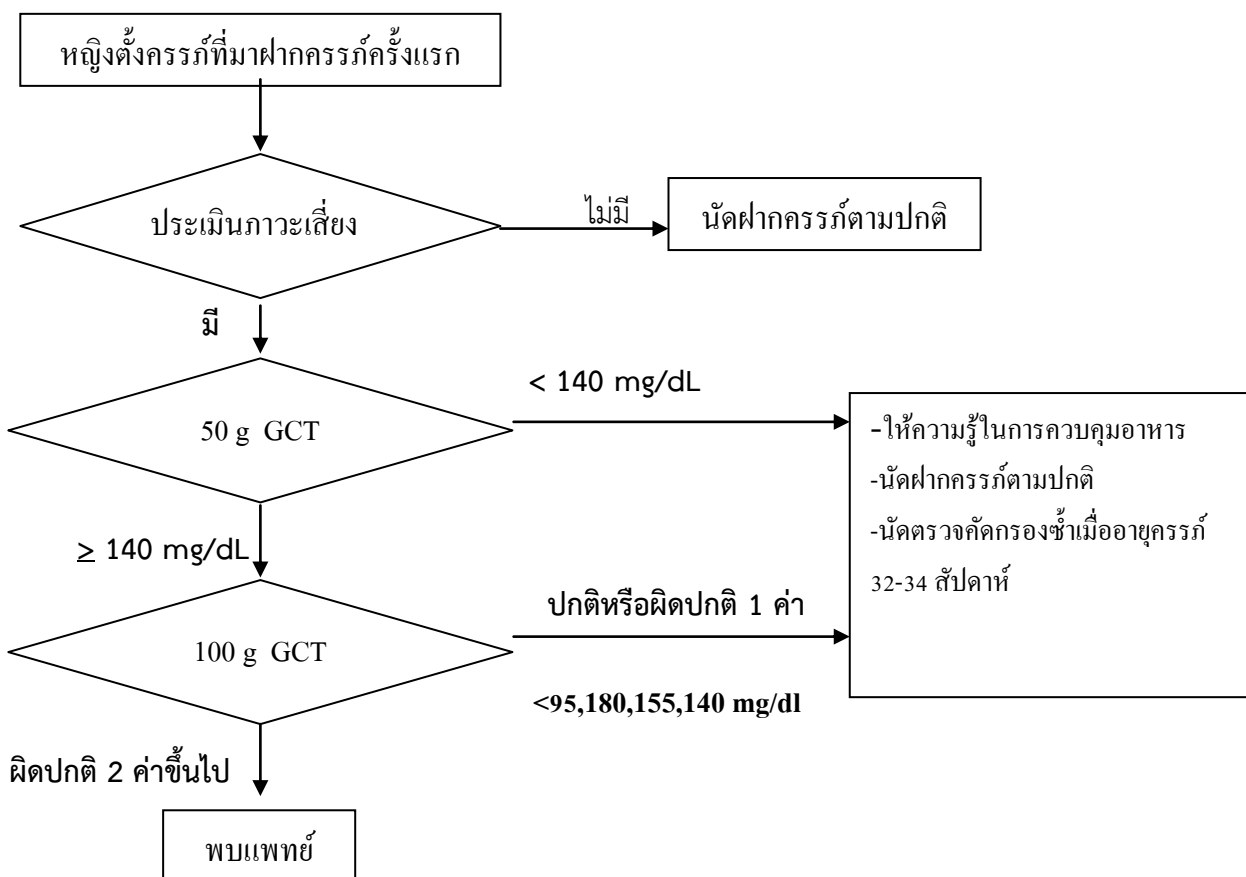 หญิงตั้งครรภ์ที่มาฝากครรภ์ครั้งแรก
ประเมินภาวะเสี่ยง
ไม่มี
นัดฝากครรภ์ตามปกติ
มี
50 g GCT
< 140 mg/dL
-ให้ความรู้ในการควบคุมอาหาร
-นัดฝากครรภ์ตามปกติ
-นัดตรวจคัดกรองซ้ำเมื่ออายุครรภ์
32-34 สัปดาห์
≥ 140 mg/dL
100 g GCT
ปกติหรือผิดปกติ 1 ค่า
<95,180,155,140 mg/dl
ผิดปกติ 2 ค่าขึ้นไป
พบแพทย์